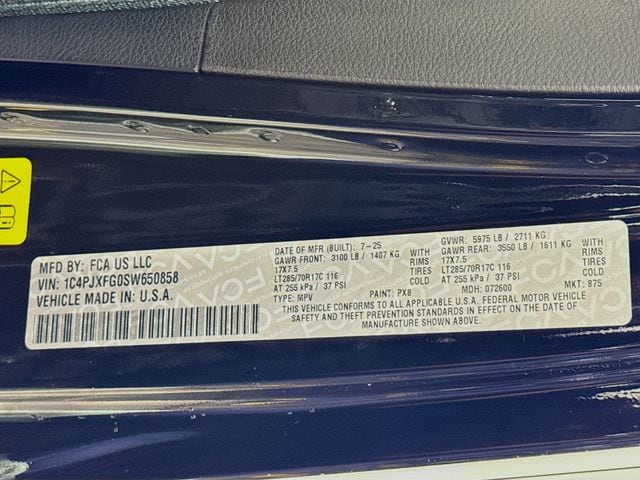 MFD BY: FCA US LLC
VIN: 1C4PJXFG0SW650858
VEHICLE MADE IN U.S.A.
DATE OF MFR (BUILT): 7-25
GAWR FRONT: 3100 LB / 1407 KG WITH
17X7.5 RIMS
LT285/70R17C 116 TIRES
AT 255 kPa / 37 PSI COLD
TYPE: MPV PAINT: PX8
GVWR: 5975 LB / 2711 KG
GAWR REAR: 3550 LB / 1611 KG WITH
17X7.5 RIMS
LT285/70R17C 116 TIRES
AT 255 kPa / 37 PSI COLD
MDH: 072600 MKT: 875
THIS VEHICLE CONFORMS TO ALL APPLICABLE U.S.A. FEDERAL MOTOR VEHICLE
SAFETY AND THEFT PREVENTION STANDARDS IN EFFECT ON THE DATE OF
MANUFACTURE SHOWN ABOVE.